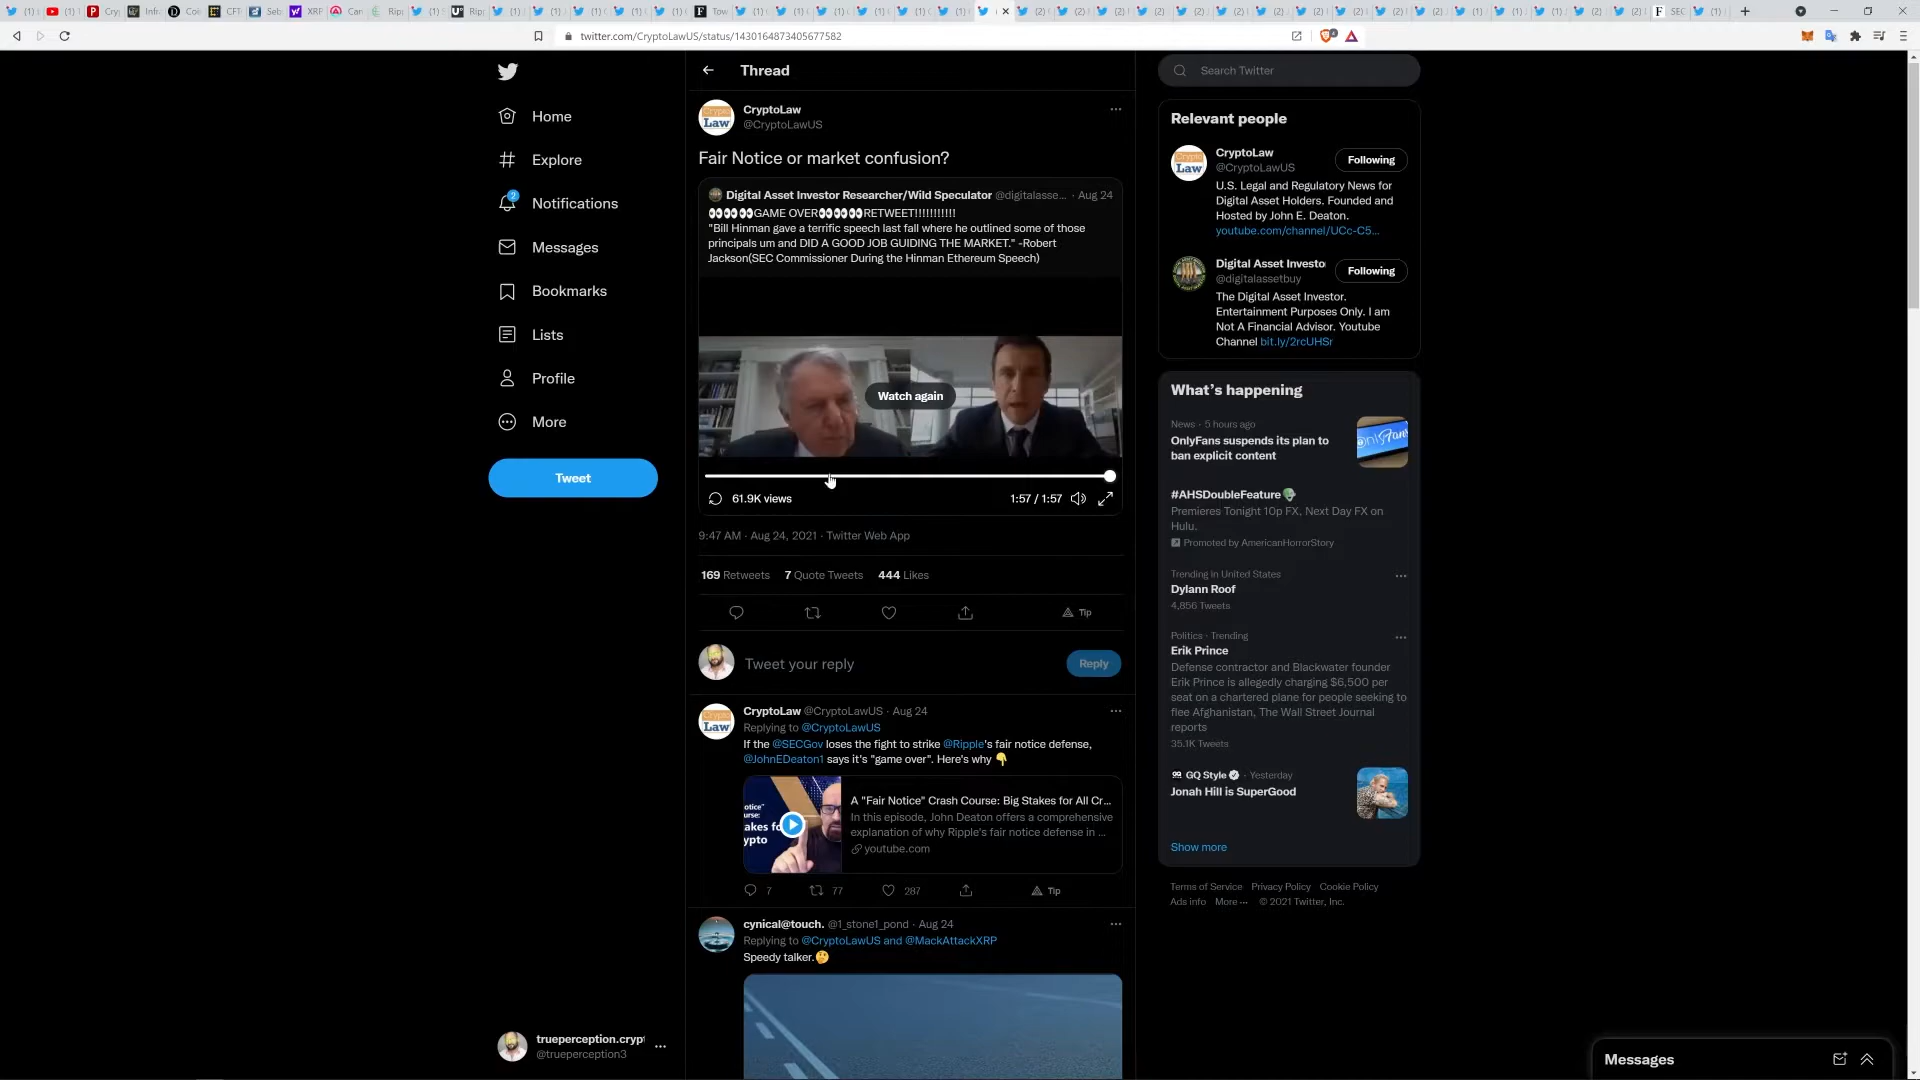 twitter.com/CryptoLawUS/status/1430164873405677582
Home
Explore
2
Notifications
Messages
Bookmarks
Lists
Profile
More
Tweet
trueperception.crypt
@trueperception3
Thread
CryptoLaw
@CryptoLawUS
Fair Notice or market confusion?
Digital Asset Investor Researcher/Wild Speculator @digitalasse... · Aug 24
👀👀👀GAME OVER👀👀👀RETWEET!!!!!!!!!!!
"Bill Hinman gave a terrific speech last fall where he outlined some of those
principals um and DID A GOOD JOB GUIDING THE MARKET." -Robert
Jackson(SEC Commissioner During the Hinman Ethereum Speech)
Watch again
61.9K views
1:57 / 1:57
9:47 AM · Aug 24, 2021 · Twitter Web App
169 Retweets 7 Quote Tweets 444 Likes
Tip
Tweet your reply
Reply
CryptoLaw @CryptoLawUS · Aug 24
Replying to @CryptoLawUS
If the @SECGov loses the fight to strike @Ripple's fair notice defense,
@JohnEDeaton1 says it's "game over". Here's why 👇
A "Fair Notice" Crash Course: Big Stakes for All Cr...
In this episode, John Deaton offers a comprehensive
explanation of why Ripple's fair notice defense in ...
youtube.com
7 77 287 Tip
cynical@touch. @1_stone1_pond · Aug 24
Replying to @CryptoLawUS and @MackAttackXRP
Speedy talker.🤔
Search Twitter
Relevant people
CryptoLaw
@CryptoLawUS
Following
U.S. Legal and Regulatory News for
Digital Asset Holders. Founded and
Hosted by John E. Deaton.
youtube.com/channel/UCc-C5...
Digital Asset Investo
@digitalassetbuy
Following
The Digital Asset Investor.
Entertainment Purposes Only. I am
Not A Financial Advisor. Youtube
Channel bit.ly/2rcUHSr
What's happening
News · 5 hours ago
OnlyFans suspends its plan to
ban explicit content
#AHSDoubleFeature
Premieres Tonight 10p FX, Next Day FX on
Hulu.
Promoted by AmericanHorrorStory
Trending in United States
Dylann Roof
4,856 Tweets
Politics · Trending
Erik Prince
Defense contractor and Blackwater founder
Erik Prince is allegedly charging $6,500 per
seat on a chartered plane for people seeking to
flee Afghanistan, The Wall Street Journal
reports
35.1K Tweets
GQ Style · Yesterday
Jonah Hill is SuperGood
Show more
Terms of Service Privacy Policy Cookie Policy
Ads info More ··· © 2021 Twitter, Inc.
Messages